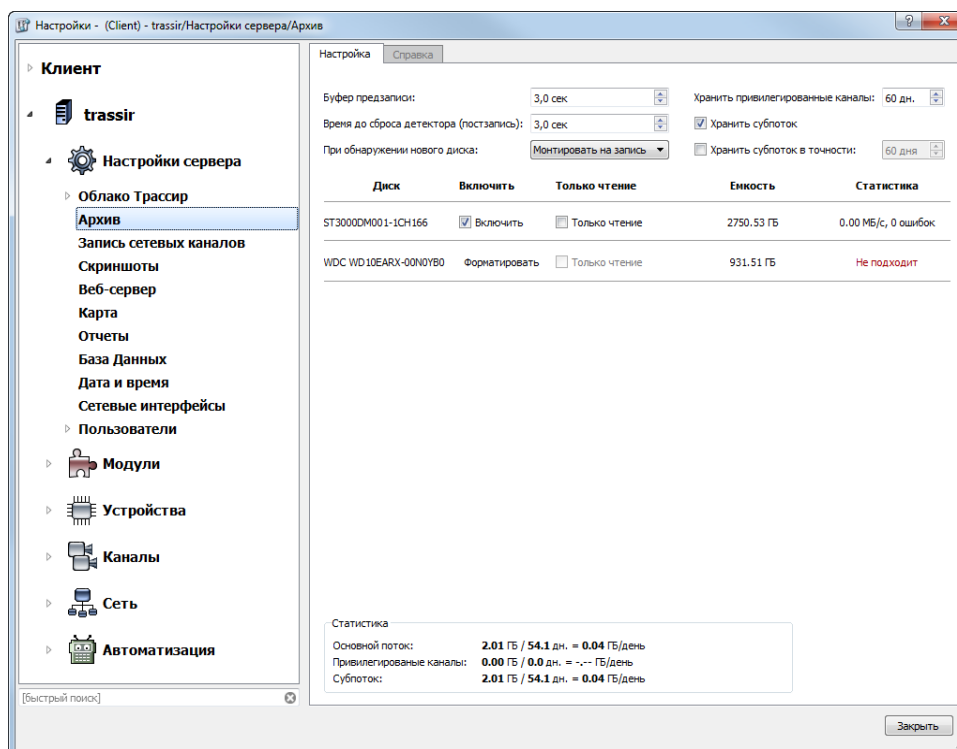 Настройки - (Client) - trassir/Настройки сервера/Архив
Клиент
trassir
Настройки сервера
Облако Трассир
Архив
Запись сетевых каналов
Скриншоты
Веб-сервер
Карта
Отчеты
База Данных
Дата и время
Сетевые интерфейсы
Пользователи
Модули
Устройства
Каналы
Сеть
Автоматизация
[быстрый поиск]
Настройка Справка
Буфер предзаписи: 3,0 сек Хранить привилегированные каналы: 60 дн.
Время до сброса детектора (постзапись): 3,0 сек Хранить субпоток
При обнаружении нового диска: Монтировать на запись Хранить субпоток в точности: 60 дня
Диск Включить Только чтение Емкость Статистика
ST3000DM001-1CH166 Включить Только чтение 2750.53 ГБ 0.00 МБ/с, 0 ошибок
WDC WD10EARX-00N0YB0 Форматировать Только чтение 931.51 ГБ Не подходит
Статистика
Основной поток: 2.01 ГБ / 54.1 дн. = 0.04 ГБ/день
Привилегированые каналы: 0.00 ГБ / 0.0 дн. = -.-- ГБ/день
Субпоток: 2.01 ГБ / 54.1 дн. = 0.04 ГБ/день
Закрыть